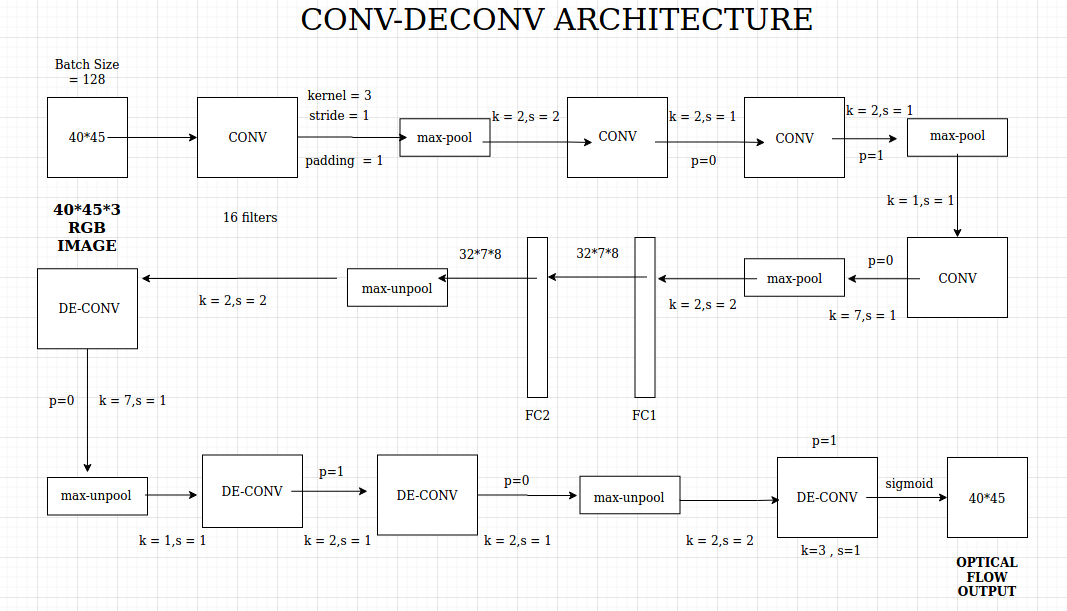 CONV-DECONV ARCHITECTURE
Batch Size
= 128
40*45
CONV
kernel = 3
stride = 1
padding  = 1
max-pool
k = 2,s = 2
CONV
k = 2,s = 1
p=0
CONV
k = 2,s = 1
p=1
max-pool
40*45*3
RGB
IMAGE
16 filters
k = 1,s = 1
CONV
p=0
k = 7,s = 1
max-pool
k = 2,s = 2
FC1
32*7*8
FC2
32*7*8
max-unpool
k = 2,s = 2
DE-CONV
p=0
k = 7,s = 1
max-unpool
k = 1,s = 1
DE-CONV
p=1
k = 2,s = 1
DE-CONV
p=0
k = 2,s = 1
max-unpool
k = 2,s = 2
p=1
DE-CONV
k=3 , s=1
sigmoid
40*45
OPTICAL
FLOW
OUTPUT